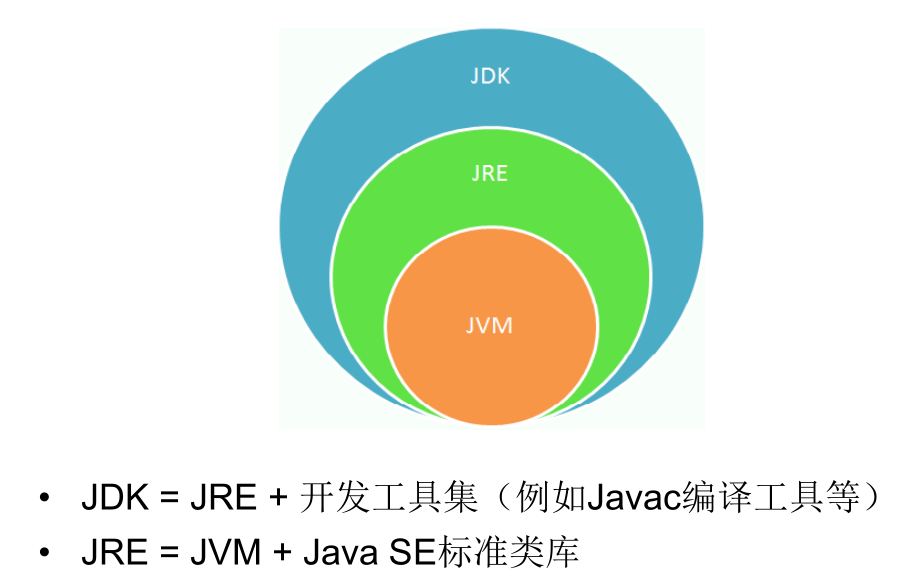 JDK
JRE
JVM
• JDK = JRE + 开发工具集（例如Javac编译工具等）
• JRE = JVM + Java SE标准类库